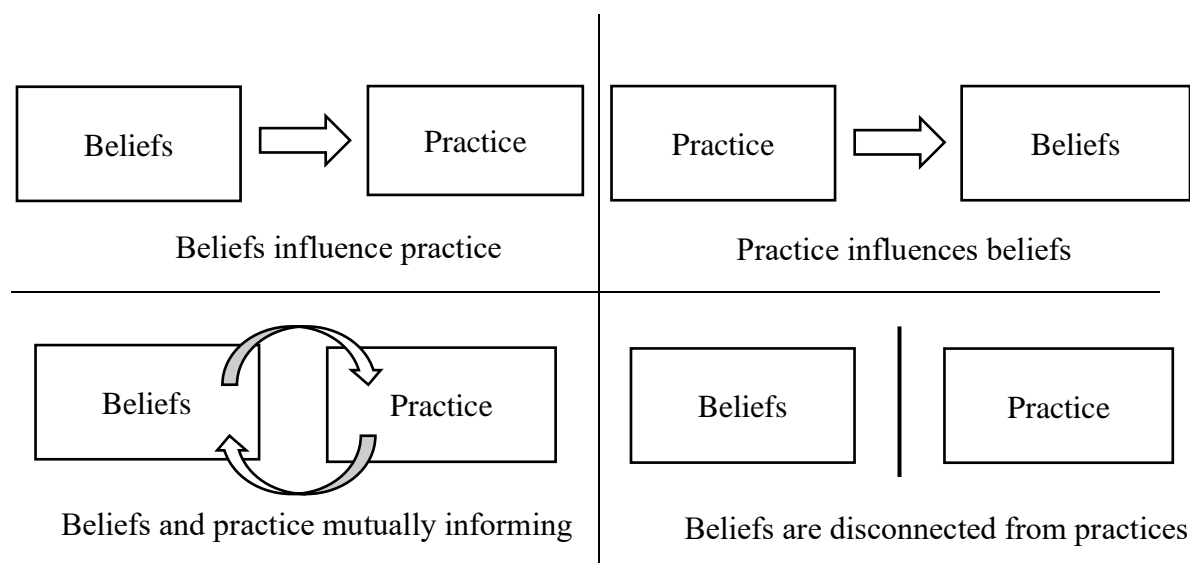 Beliefs
Practice
Beliefs influence practice
Practice
Beliefs
Practice influences beliefs
Beliefs
Practice
Beliefs and practice mutually informing
Beliefs
Practice
Beliefs are disconnected from practices